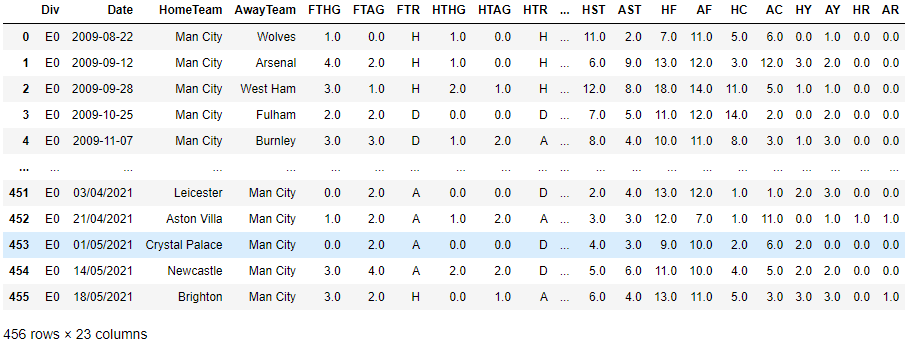 Div Date HomeTeam AwayTeam FTHG FTAG FTR HTHG HTAG HTR ... HST AST HF AF HC AC HY AY HR AR
0 E0 2009-08-22 Man City Wolves 1.0 0.0 H 1.0 0.0 H ... 11.0 2.0 7.0 11.0 5.0 6.0 0.0 1.0 0.0 0.0
1 E0 2009-09-12 Man City Arsenal 4.0 2.0 H 1.0 0.0 H ... 6.0 9.0 13.0 12.0 3.0 12.0 3.0 2.0 0.0 0.0
2 E0 2009-09-28 Man City West Ham 3.0 1.0 H 2.0 1.0 H ... 12.0 8.0 18.0 14.0 11.0 5.0 1.0 1.0 0.0 0.0
3 E0 2009-10-25 Man City Fulham 2.0 2.0 D 0.0 0.0 D ... 7.0 5.0 11.0 12.0 14.0 2.0 0.0 2.0 0.0 0.0
4 E0 2009-11-07 Man City Burnley 3.0 3.0 D 1.0 2.0 A ... 8.0 4.0 10.0 11.0 8.0 3.0 1.0 3.0 0.0 0.0
... ... ... ... ... ... ... ... ... ... ... ... ... ... ... ... ... ... ... ... ... ...
451 E0 03/04/2021 Leicester Man City 0.0 2.0 A 0.0 0.0 D ... 2.0 4.0 13.0 12.0 1.0 1.0 2.0 3.0 0.0 0.0
452 E0 21/04/2021 Aston Villa Man City 1.0 2.0 A 1.0 2.0 A ... 3.0 3.0 12.0 7.0 1.0 11.0 0.0 1.0 1.0 1.0
453 E0 01/05/2021 Crystal Palace Man City 0.0 2.0 A 0.0 0.0 D ... 4.0 3.0 9.0 10.0 2.0 6.0 2.0 0.0 0.0 0.0
454 E0 14/05/2021 Newcastle Man City 3.0 4.0 A 2.0 2.0 D ... 5.0 6.0 11.0 10.0 4.0 5.0 2.0 2.0 0.0 0.0
455 E0 18/05/2021 Brighton Man City 3.0 2.0 H 0.0 1.0 A ... 6.0 4.0 13.0 11.0 5.0 3.0 3.0 3.0 0.0 1.0
456 rows × 23 columns